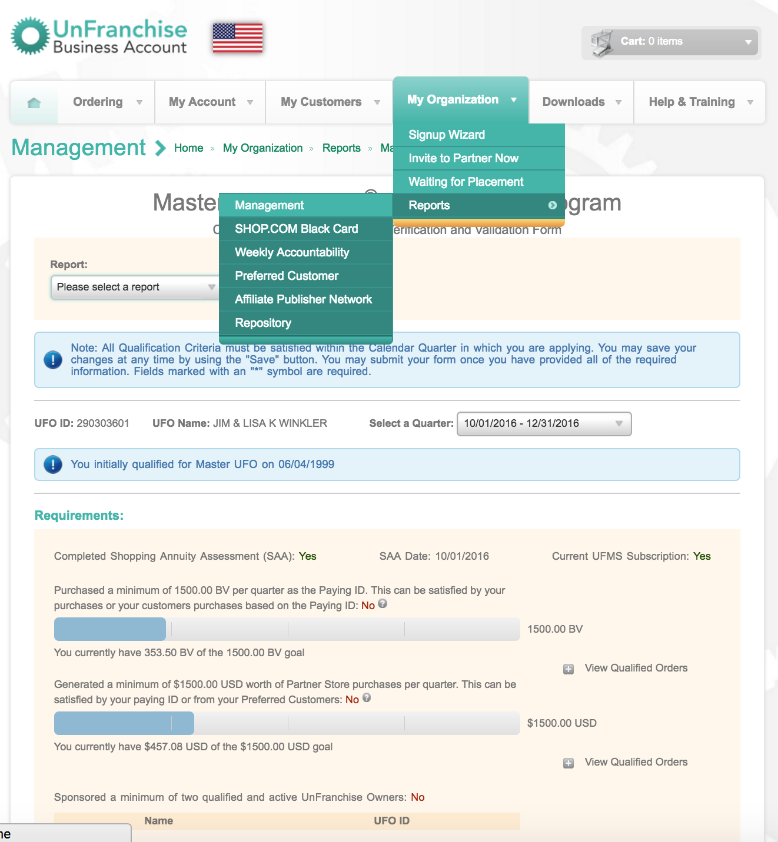 UnFranchise
Business Account
Cart: 0 items
Ordering
My Account
My Customers
My Organization
Downloads
Help & Training
Signup Wizard
Invite to Partner Now
Waiting for Placement
Reports
Management
Home
My Organization
Reports
Ma
Master
gram
Management
SHOP.COM Black Card
Weekly Accountability
Preferred Customer
Affiliate Publisher Network
Repository
C
erification and Validation Form
Report:
Please select a report
Note: All Qualification Criteria must be satisfied within the Calendar Quarter in which you are applying. You may save your
changes at any time by using the "Save" button. You may submit your form once you have provided all of the required
information. Fields marked with an "*" symbol are required.
UFO ID: 290303601 UFO Name: JIM & LISA K WINKLER Select a Quarter: 10/01/2016 - 12/31/2016
You initially qualified for Master UFO on 06/04/1999
Requirements:
Completed Shopping Annuity Assessment (SAA): Yes SAA Date: 10/01/2016 Current UFMS Subscription: Yes
Purchased a minimum of 1500.00 BV per quarter as the Paying ID. This can be satisfied by your
purchases or your customers purchases based on the Paying ID: No
1500.00 BV
You currently have 353.50 BV of the 1500.00 BV goal
View Qualified Orders
Generated a minimum of $1500.00 USD worth of Partner Store purchases per quarter. This can be
satisfied by your paying ID or from your Preferred Customers: No
$1500.00 USD
You currently have $457.08 USD of the $1500.00 USD goal
View Qualified Orders
Sponsored a minimum of two qualified and active UnFranchise Owners: No
Name UFO ID
ne